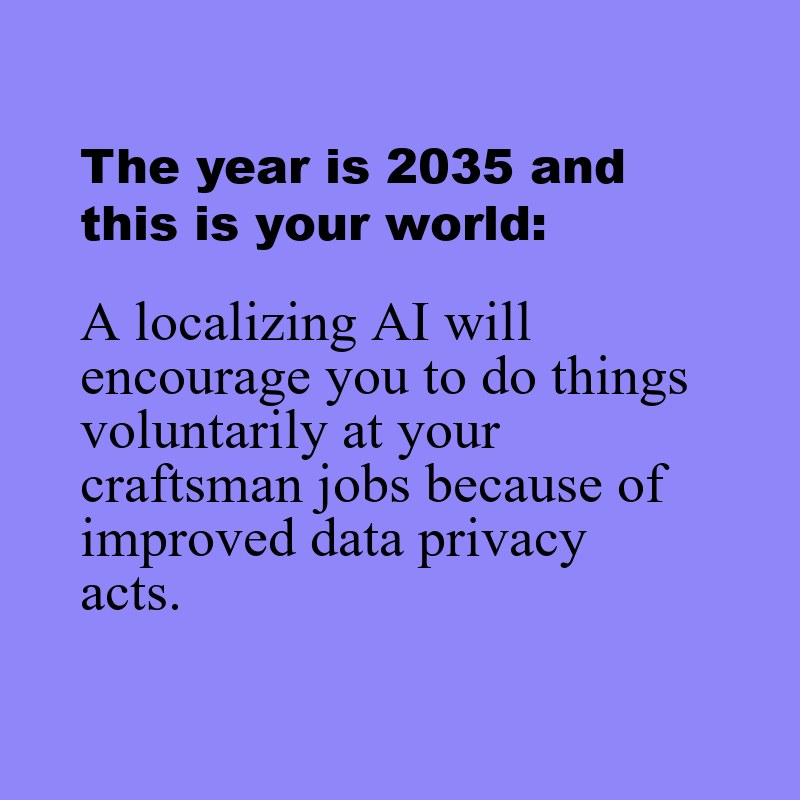 The year is 2035 and
this is your world:
A localizing AI will
encourage you to do things
voluntarily at your
craftsman jobs because of
improved data privacy
acts.